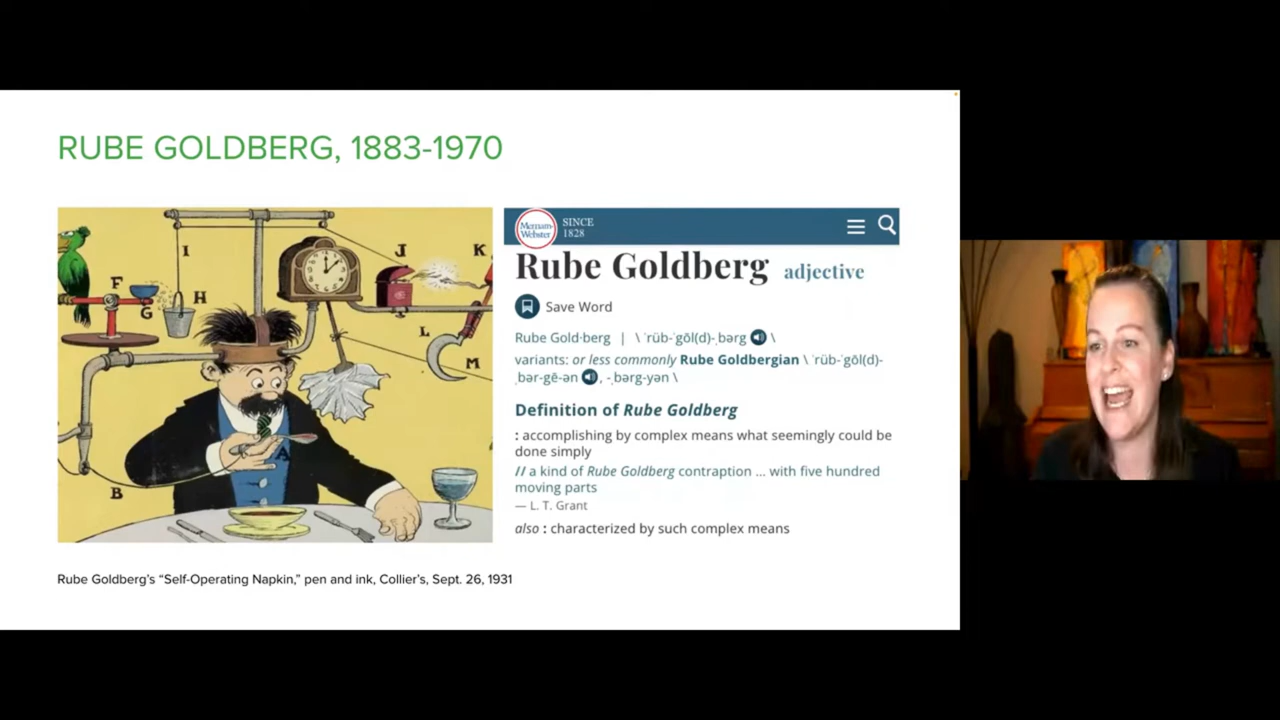 RUBE GOLDBERG, 1883-1970
I
J
K
F
H
G
L
M
A
B
Merriam-
Webster
SINCE
1828
Rube Goldberg adjective
Save Word
Rube Gold·berg | \ ˈrüb-ˈgōl(d)-ˌbərg \
variants: or less commonly Rube Goldbergian \ ˈrüb-ˈgōl(d)-
ˌbər-gē-ən , -ˌbərg-yən \
Definition of Rube Goldberg
: accomplishing by complex means what seemingly could be
done simply
// a kind of Rube Goldberg contraption ... with five hundred
moving parts
— L. T. Grant
also : characterized by such complex means
Rube Goldberg's “Self-Operating Napkin,” pen and ink, Collier's, Sept. 26, 1931